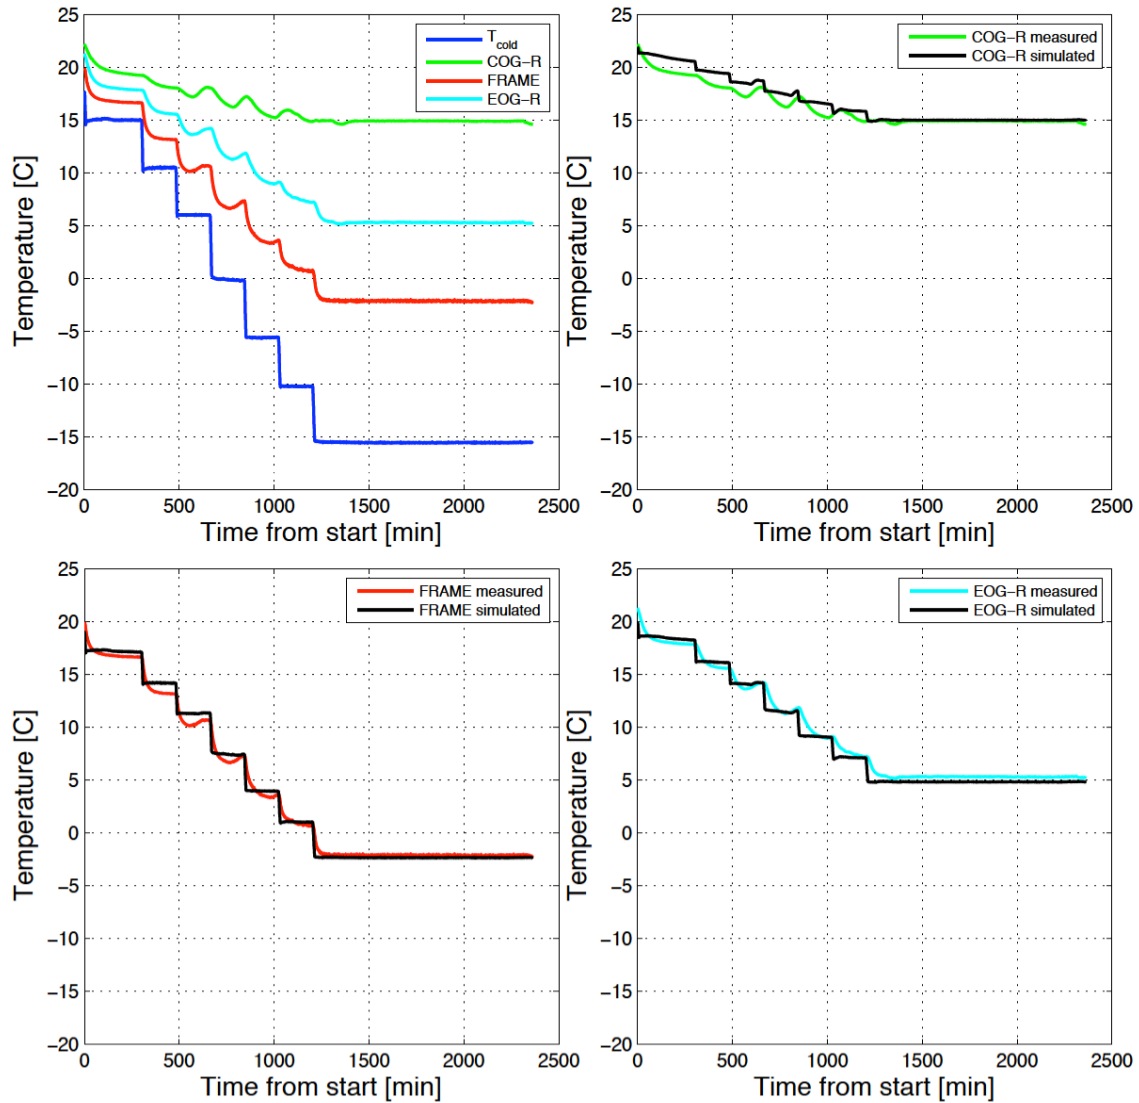 25
20
15
10
5
0
−5
−10
−15
−20
Temperature [C]
T_cold
COG−R
FRAME
EOG−R
0 500 1000 1500 2000 2500
Time from start [min]
25
20
15
10
5
0
−5
−10
−15
−20
Temperature [C]
COG−R measured
COG−R simulated
0 500 1000 1500 2000 2500
Time from start [min]
25
20
15
10
5
0
−5
−10
−15
−20
Temperature [C]
FRAME measured
FRAME simulated
0 500 1000 1500 2000 2500
Time from start [min]
25
20
15
10
5
0
−5
−10
−15
−20
Temperature [C]
EOG−R measured
EOG−R simulated
0 500 1000 1500 2000 2500
Time from start [min]